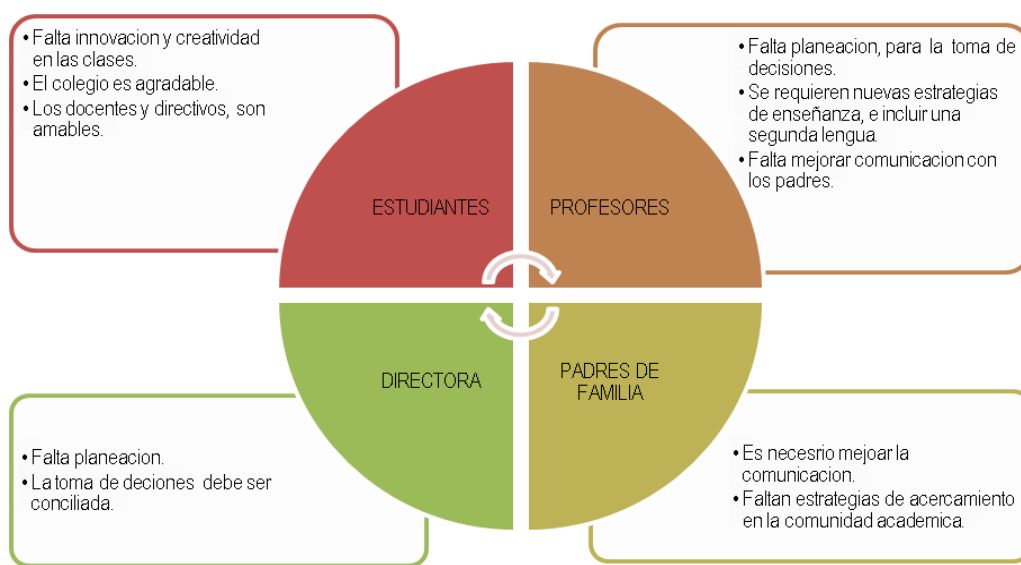 • Falta innovacion y creatividad
en las clases.
• El colegio es agradable.
• Los docentes y directivos, son
amables.
• Falta planeacion, para la toma de
decisiones.
• Se requieren nuevas estrategias
de enseñanza, e incluir una
segunda lengua.
• Falta mejorar comunicacion con
los padres.
ESTUDIANTES
PROFESORES
DIRECTORA
PADRES DE
FAMILIA
• Falta planeacion.
• La toma de deciones debe ser
conciliada.
• Es necesrio mejoar la
comunicacion.
• Faltan estrategias de acercamiento
en la comunidad academica.